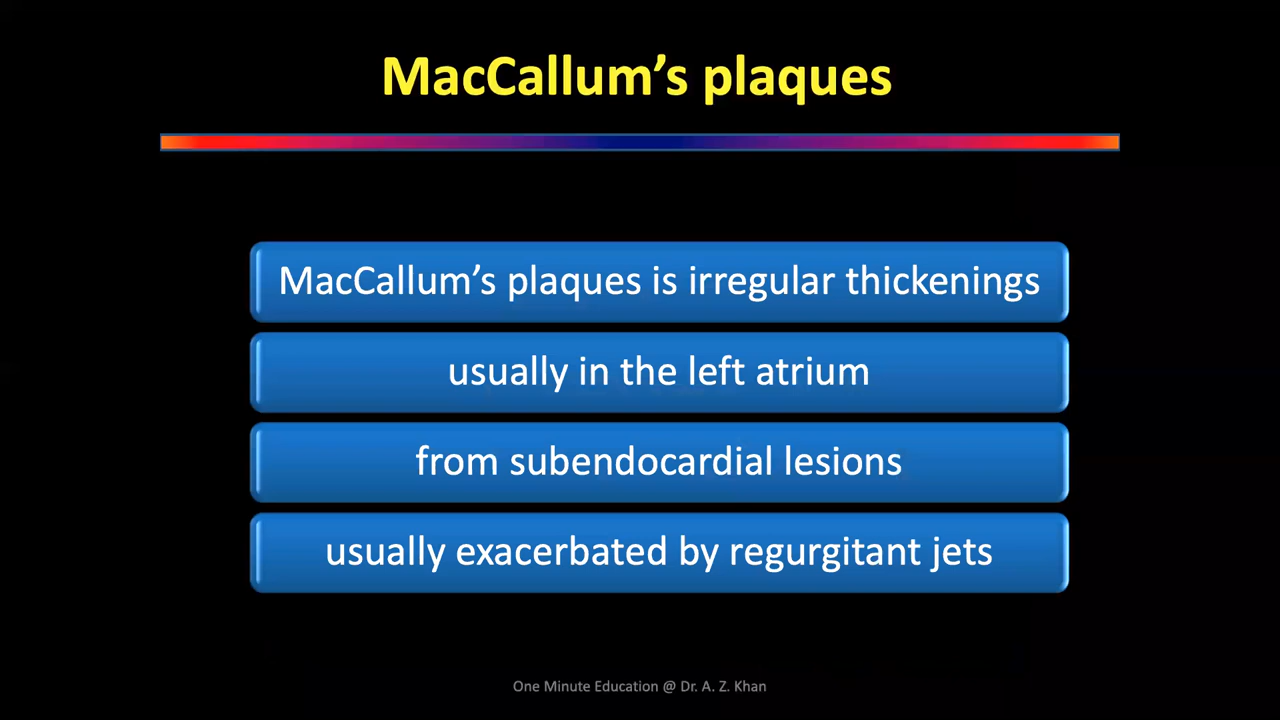 MacCallum’s plaques
MacCallum’s plaques is irregular thickenings
usually in the left atrium
from subendocardial lesions
usually exacerbated by regurgitant jets
One Minute Education @ Dr. A. Z. Khan